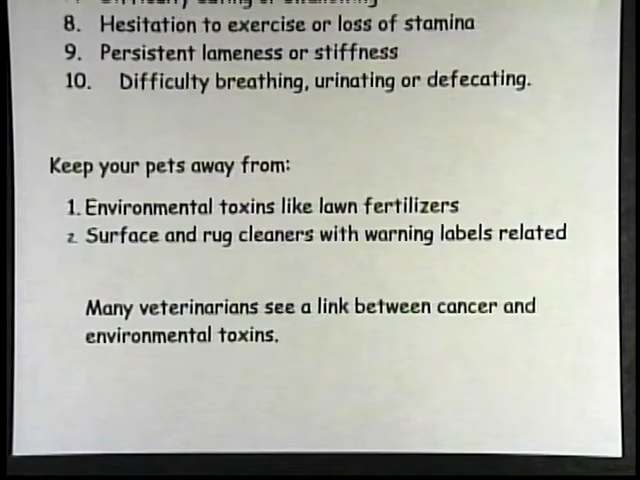 8. Hesitation to exercise or loss of stamina
9. Persistent lameness or stiffness
10. Difficulty breathing, urinating or defecating.
Keep your pets away from:
1. Environmental toxins like lawn fertilizers
2. Surface and rug cleaners with warning labels related
Many veterinarians see a link between cancer and
environmental toxins.